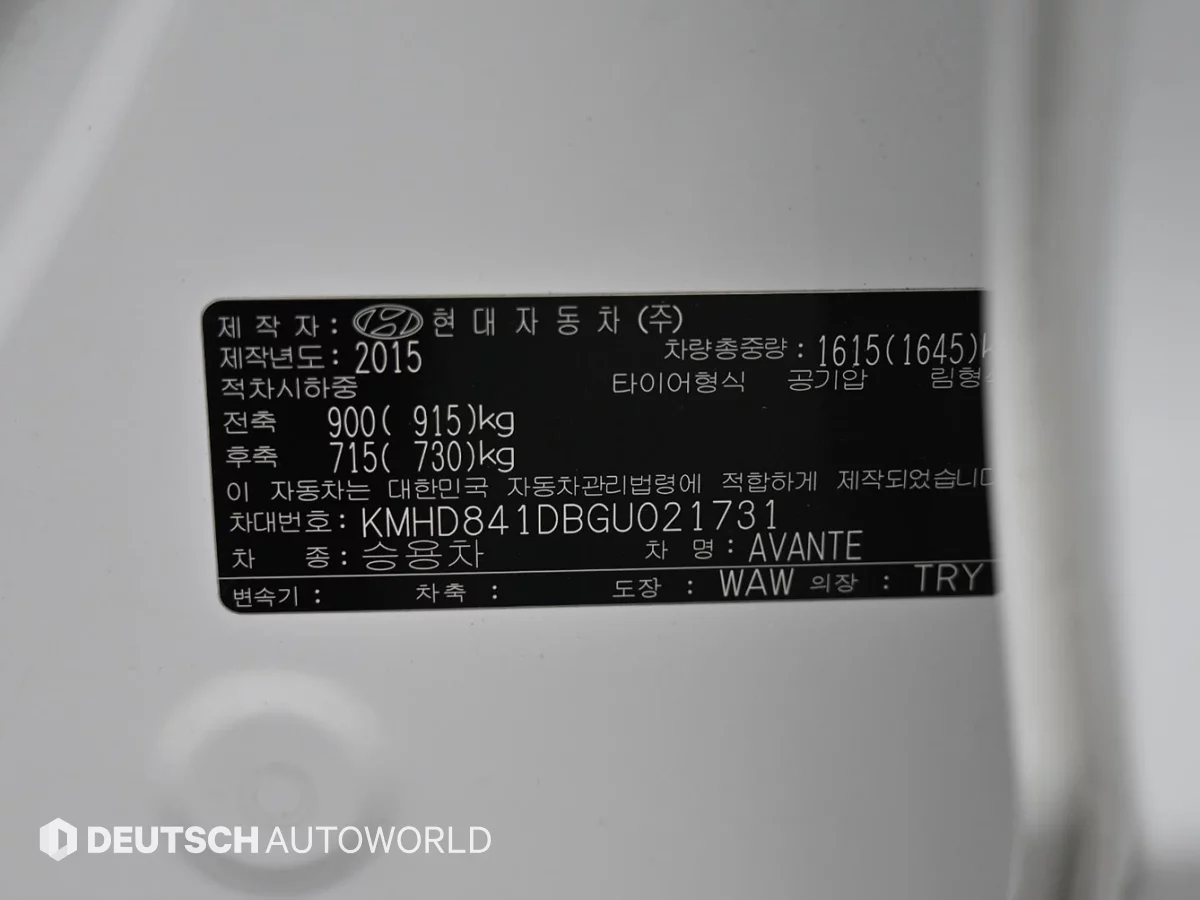 제 작 자 : 현 대 자 동 차 (주)
제작년도 : 2015 차량총중량 : 1615(1645)
적차시하중 타이어형식 공기압
전축 900( 915)kg
후축 715( 730)kg
이 자동차는 대한민국 자동차관리법령에 적합하게 제작되었습니다
차대번호 : KMHD841DBGU021731
차 종 : 승용차 차 명 : AVANTE
변속기 : 차축 : 도장 : WAW 의장 : TRY
DEUTSCH AUTOWORLD